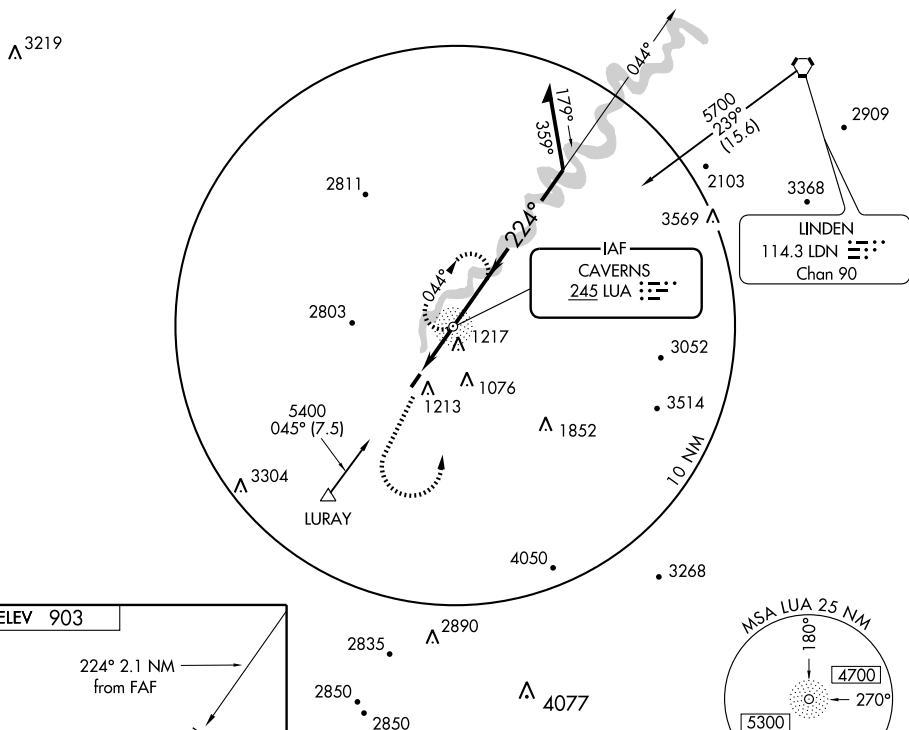 3219
044°
179°
359°
5700
239°
(15.6)
2909
2811
2103
3368
3569
224°
LINDEN
114.3 LDN
Chan 90
IAF
CAVERNS
245 LUA
044°
2803
1217
3052
1076
1213
3514
5400
045° (7.5)
1852
10 NM
3304
LURAY
4050
3268
ELEV 903
2890
2835
224° 2.1 NM
from FAF
MSA LUA 25 NM
180°
4700
270°
2850
2850
4077
5300